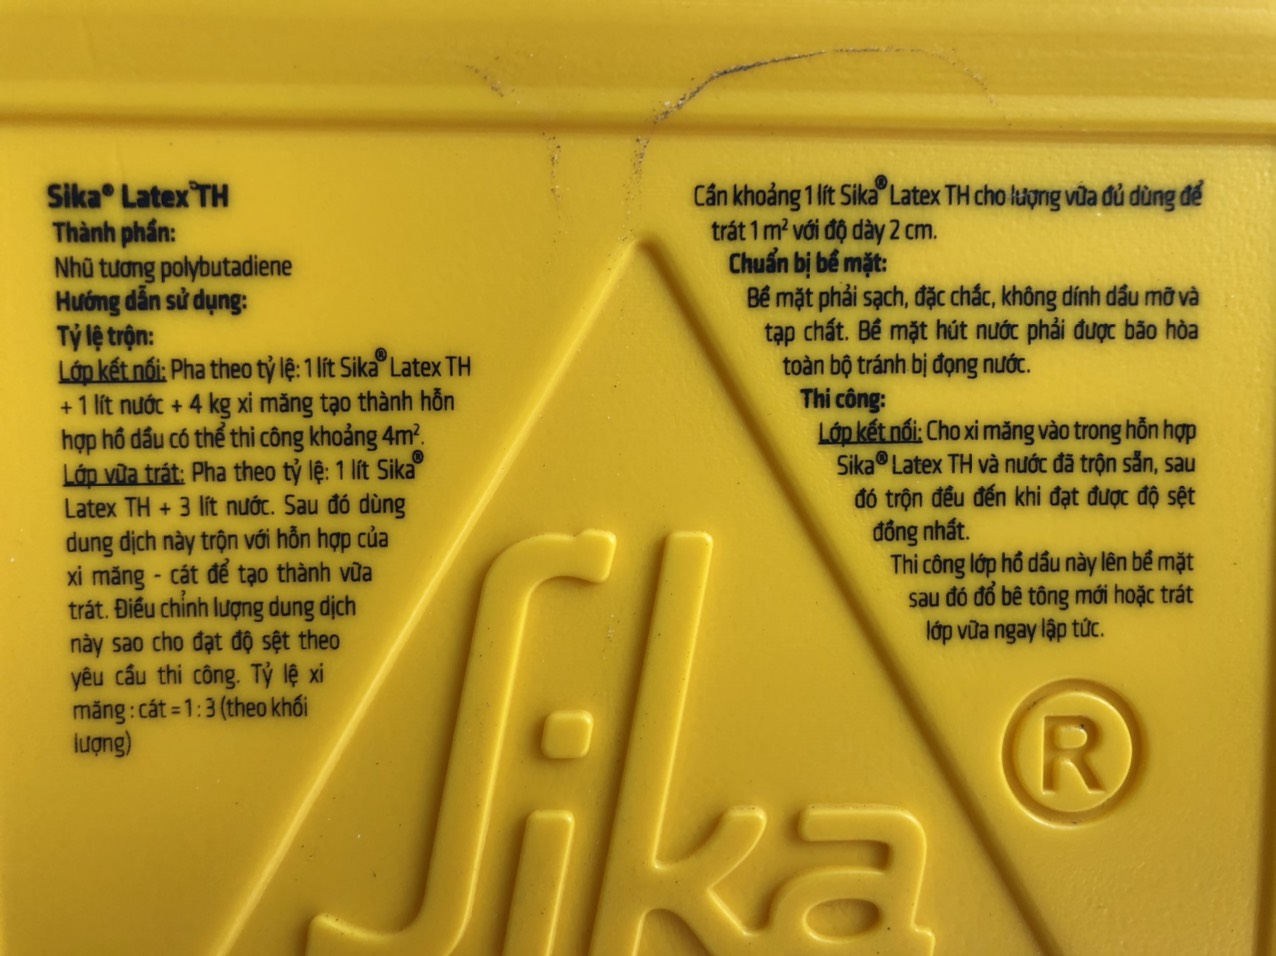 Sika® Latex TH
Thành phần:
Nhũ tương polybutadiene
Hướng dẫn sử dụng:
Tỷ lệ trộn:
Lớp kết nối: Pha theo tỷ lệ: 1 lít Sika® Latex TH
+ 1 lít nước + 4 kg xi măng tạo thành hỗn
hợp hồ dầu có thể thi công khoảng 4m².
Lớp vữa trát: Pha theo tỷ lệ: 1 lít Sika®
Latex TH + 3 lít nước. Sau đó dùng
dung dịch này trộn với hỗn hợp của
xi măng - cát để tạo thành vữa
trát. Điều chỉnh lượng dung dịch
này sao cho đạt độ sệt theo
yêu cầu thi công. Tỷ lệ xi
măng : cát = 1 : 3 (theo khối
lượng)
Cần khoảng 1 lít Sika® Latex TH cho lượng vữa đủ dùng để
trát 1 m² với độ dày 2 cm.
Chuẩn bị bề mặt:
Bề mặt phải sạch, đặc chắc, không dính dầu mỡ và
tạp chất. Bề mặt hút nước phải được bão hòa
toàn bộ tránh bị đọng nước.
Thi công:
Lớp kết nối: Cho xi măng vào trong hỗn hợp
Sika® Latex TH và nước đã trộn sẵn, sau
đó trộn đều đến khi đạt được độ sệt
đồng nhất.
Thi công lớp hồ dầu này lên bề mặt
sau đó đổ bê tông mới hoặc trát
lớp vữa ngay lập tức.
Sika ®